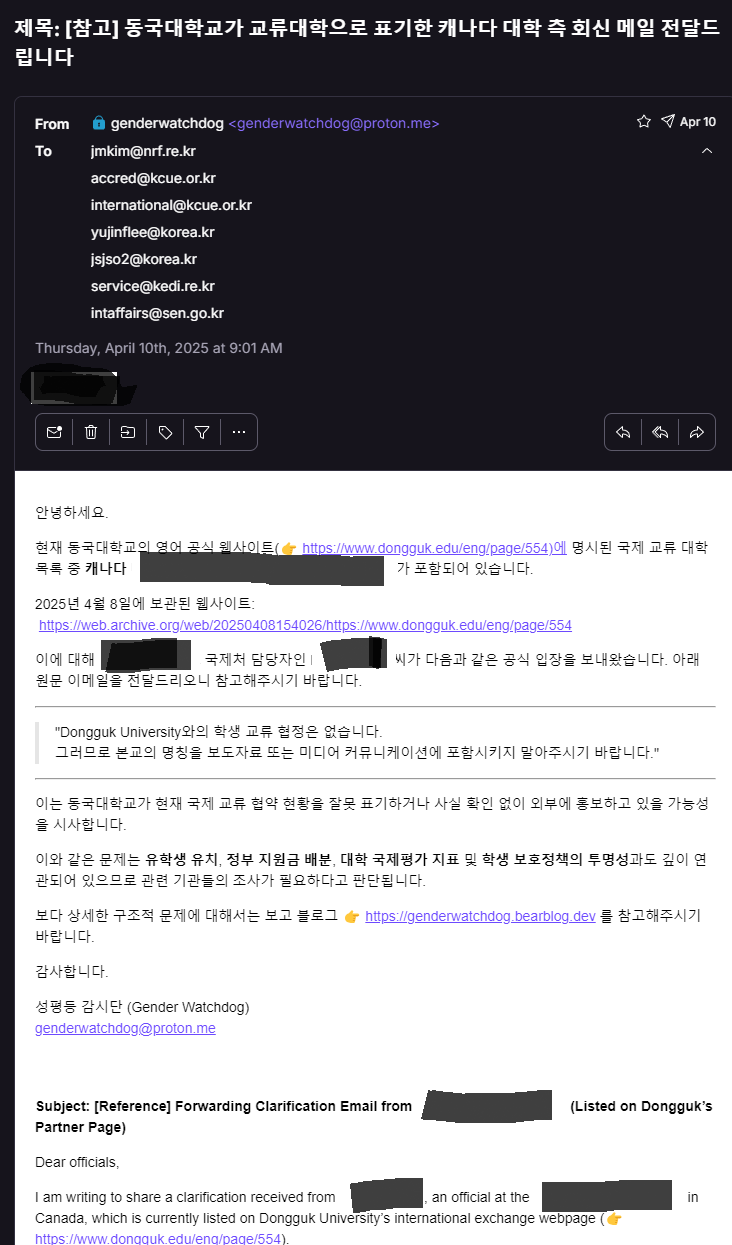 제목: [참고] 동국대학교가 교류대학으로 표기한 캐나다 대학 측 회신 메일 전달드
립니다
From genderwatchdog <genderwatchdog@proton.me> Apr 10
To jmkim@nrf.re.kr
accred@kcue.or.kr
international@kcue.or.kr
yujinflee@korea.kr
jsjso2@korea.kr
service@kedi.re.kr
intaffairs@sen.go.kr
Thursday, April 10th, 2025 at 9:01 AM
안녕하세요.
현재 동국대학교의 영어 공식 웹사이트(👉 https://www.dongguk.edu/eng/page/554)에 명시된 국제 교류 대학
목록 중 캐나다 가 포함되어 있습니다.
2025년 4월 8일에 보관된 웹사이트:
https://web.archive.org/web/20250408154026/https://www.dongguk.edu/eng/page/554
이에 대해 국제처 담당자인 씨가 다음과 같은 공식 입장을 보내왔습니다. 아래
원문 이메일을 전달드리오니 참고해주시기 바랍니다.
"Dongguk University와의 학생 교류 협정은 없습니다.
그러므로 본교의 명칭을 보도자료 또는 미디어 커뮤니케이션에 포함시키지 말아주시기 바랍니다."
이는 동국대학교가 현재 국제 교류 협약 현황을 잘못 표기하거나 사실 확인 없이 외부에 홍보하고 있을 가능성
을 시사합니다.
이와 같은 문제는 유학생 유치, 정부 지원금 배분, 대학 국제평가 지표 및 학생 보호정책의 투명성과도 깊이 연
관되어 있으므로 관련 기관들의 조사가 필요하다고 판단됩니다.
보다 상세한 구조적 문제에 대해서는 보고 블로그 👉 https://genderwatchdog.bearblog.dev 를 참고해주시기
바랍니다.
감사합니다.
성평등 감시단 (Gender Watchdog)
genderwatchdog@proton.me
Subject: [Reference] Forwarding Clarification Email from (Listed on Dongguk’s
Partner Page)
Dear officials,
I am writing to share a clarification received from , an official at the in
Canada, which is currently listed on Dongguk University’s international exchange webpage (👉
https://www.dongguk.edu/eng/page/554).